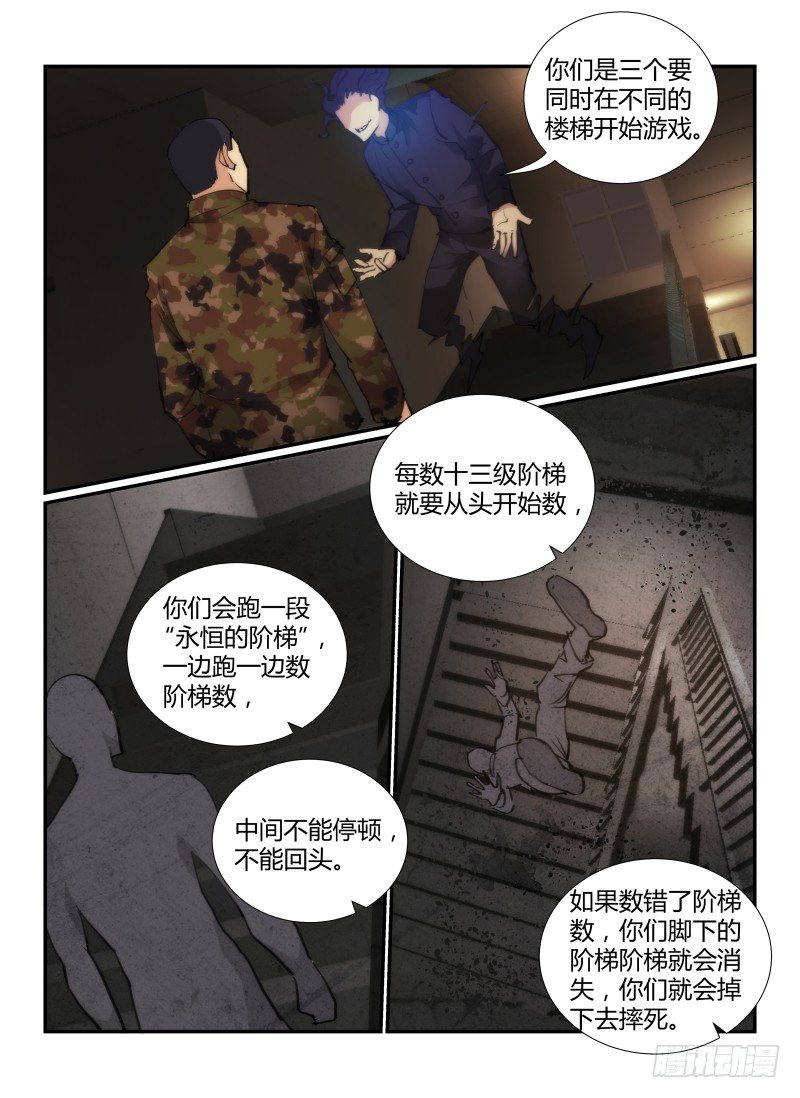 你们是三个要
同时在不同的
楼梯开始游戏。
你们会跑一段
“永恒的阶梯”，
一边跑一边数
阶梯数，
中间不能停顿，
不能回头。
每数十三级阶梯
就要从头开始数，
如果数错了阶梯
数，你们脚下的
阶梯阶梯就会消
失，你们就会掉
下去摔死。
腾讯动漫